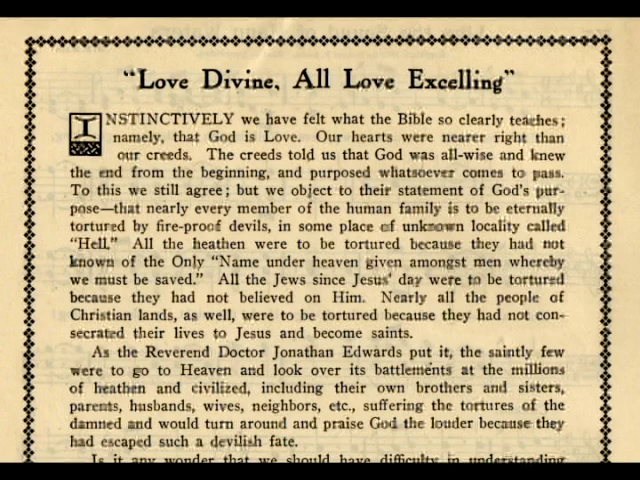 “Love Divine, All Love Excelling”
INSTINCTIVELY we have felt what the Bible so clearly teaches;
namely, that God is Love. Our hearts were nearer right than
our creeds. The creeds told us that God was all-wise and knew
the end from the beginning, and purposed whatsoever comes to pass.
To this we still agree; but we object to their statement of God's pur-
pose—that nearly every member of the human family is to be eternally
tortured by fire-proof devils, in some place of unknown locality called
“Hell.” All the heathen were to be tortured because they had not
known of the Only “Name under heaven given amongst men whereby
we must be saved.” All the Jews since Jesus' day were to be tortured
because they had not believed on Him. Nearly all the people of
Christian lands, as well, were to be tortured because they had not con-
secrated their lives to Jesus and become saints.
As the Reverend Doctor Jonathan Edwards put it, the saintly few
were to go to Heaven and look over its battlements at the millions
of heathen and civilized, including their own brothers and sisters,
parents, husbands, wives, neighbors, etc., suffering the tortures of the
damned and would turn around and praise God the louder because they
had escaped such a devilish fate.
Is it any wonder that we should have difficulty in understanding